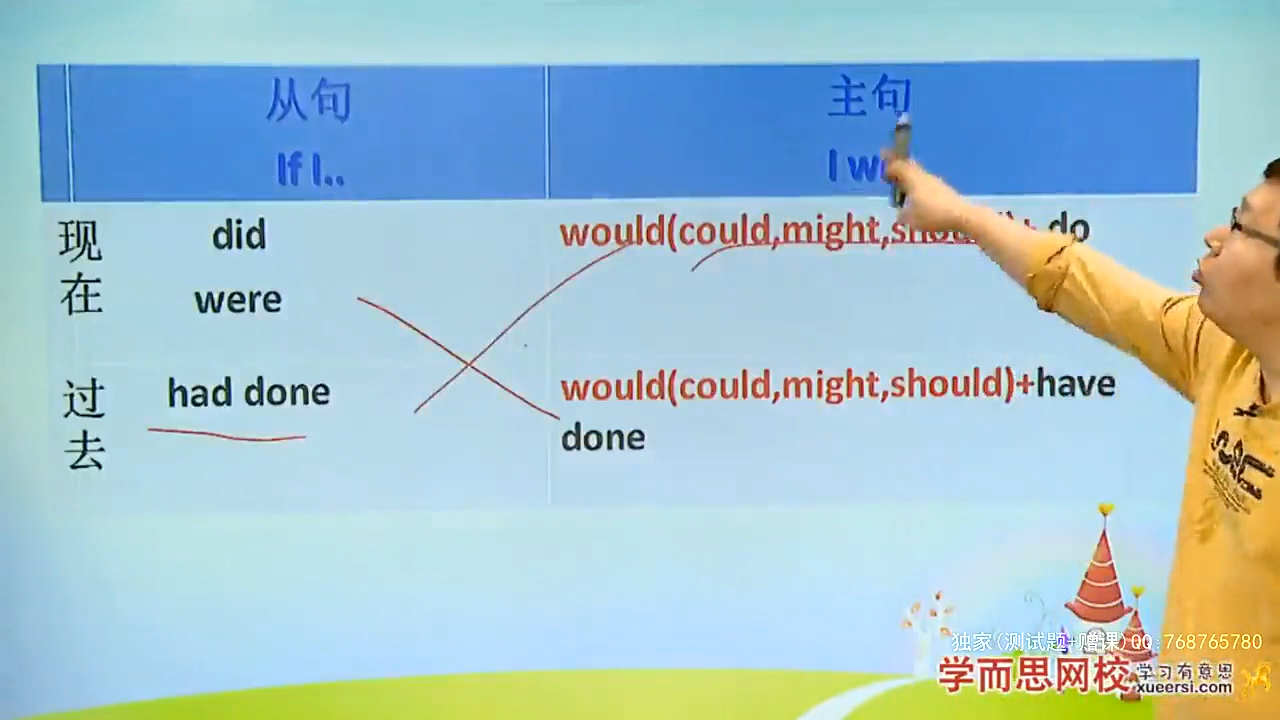 从句
主句
If I..
I
现在
did
would(could,might,
do
were
过去
had done
would(could,might,should)+have
done
独家(测试题+赠课)QQ:768765780
学而思网校
学习有意思
xueersi.com